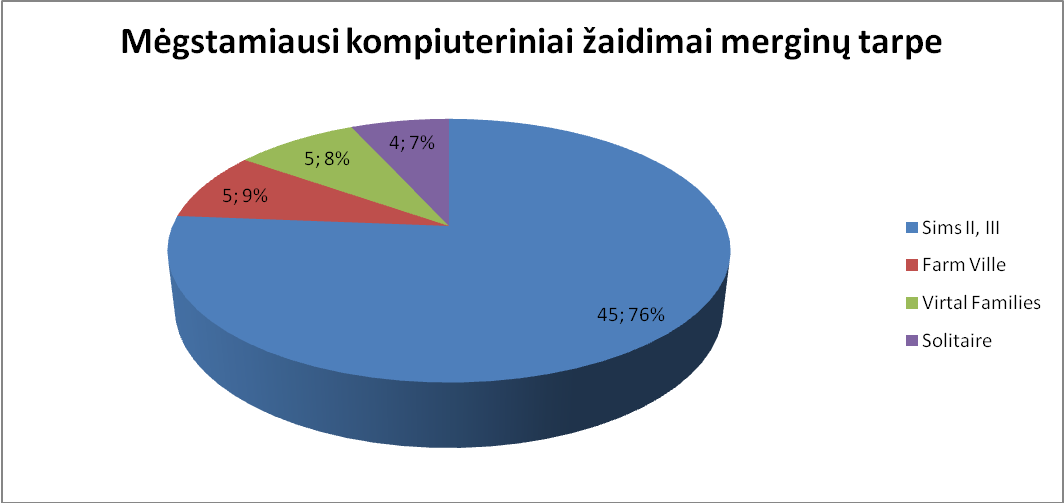 Mėgstamiausi kompiuteriniai žaidimai merginų tarpe
4; 7%
5; 8%
5; 9%
45; 76%
Sims II, III
Farm Ville
Virtal Families
Solitaire